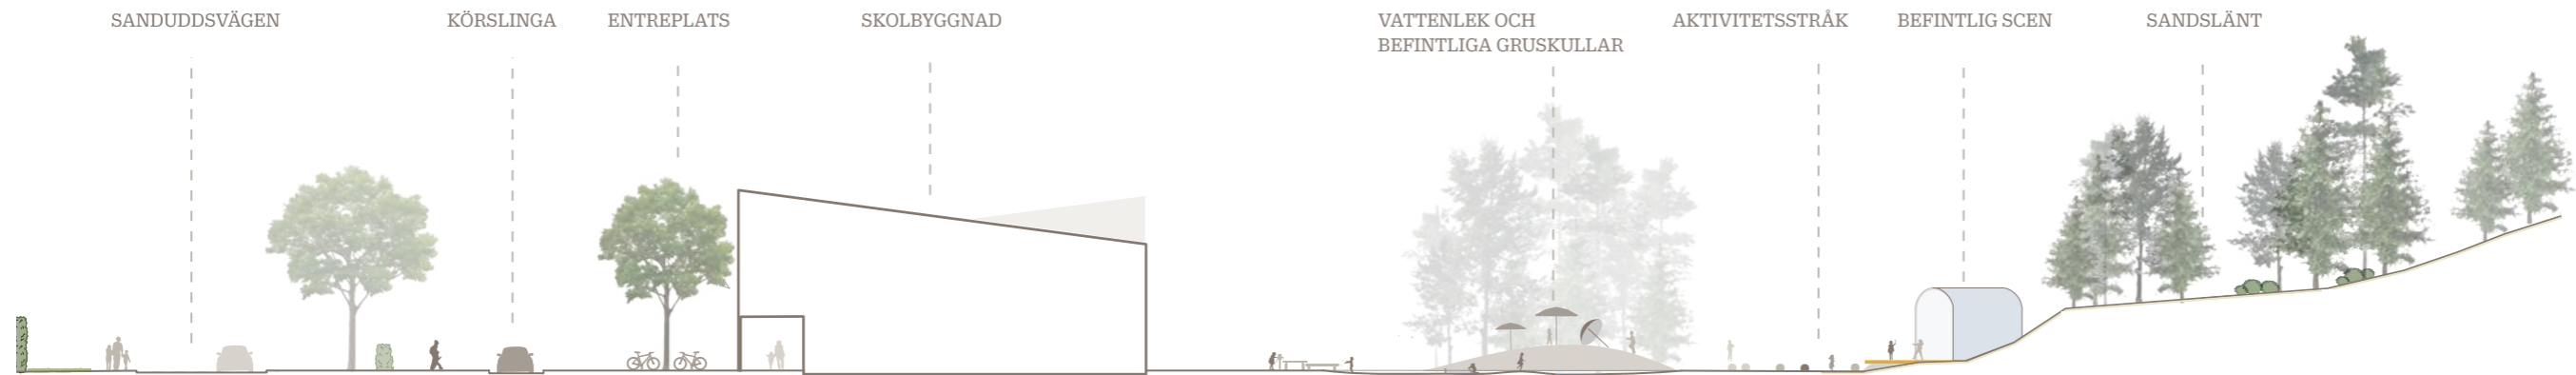 SANDUDDSVÄGEN
KÖRSLINGA
ENTREPLATS
SKOLBYGGNAD
VATTENLEK OCH
BEFINTLIGA GRUSKULLAR
AKTIVITETSSTRÅK
BEFINTLIG SCEN
SANDSLÄNT